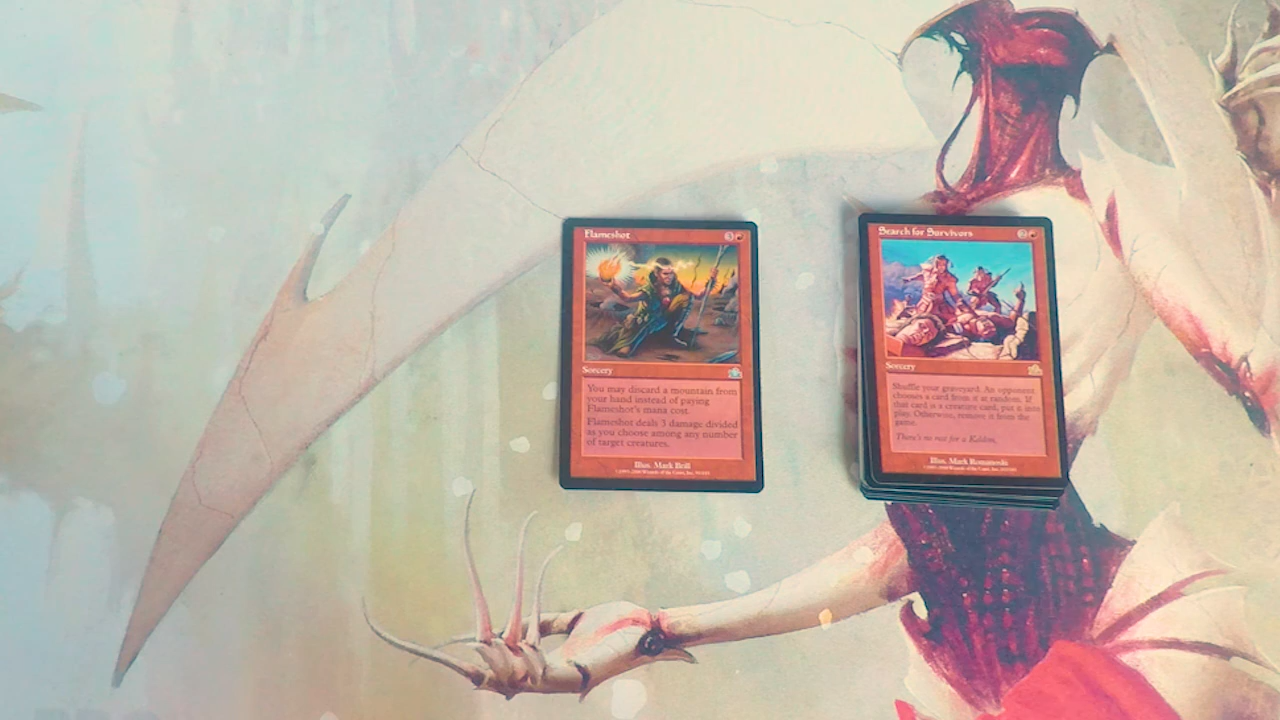 Flameshot
3
Sorcery
You may discard a mountain from
your hand instead of paying
Flameshot's mana cost.
Flameshot deals 3 damage divided
as you choose among any number
of target creatures.
Illus. Mark Brill
Search for Survivors
2
Sorcery
Shuffle your graveyard. An opponent
chooses a card from it at random. If
that card is a creature card, put it into
play. Otherwise, remove it from the
game.
There's no rest for a Keldon.
Illus. Mark Romanoski